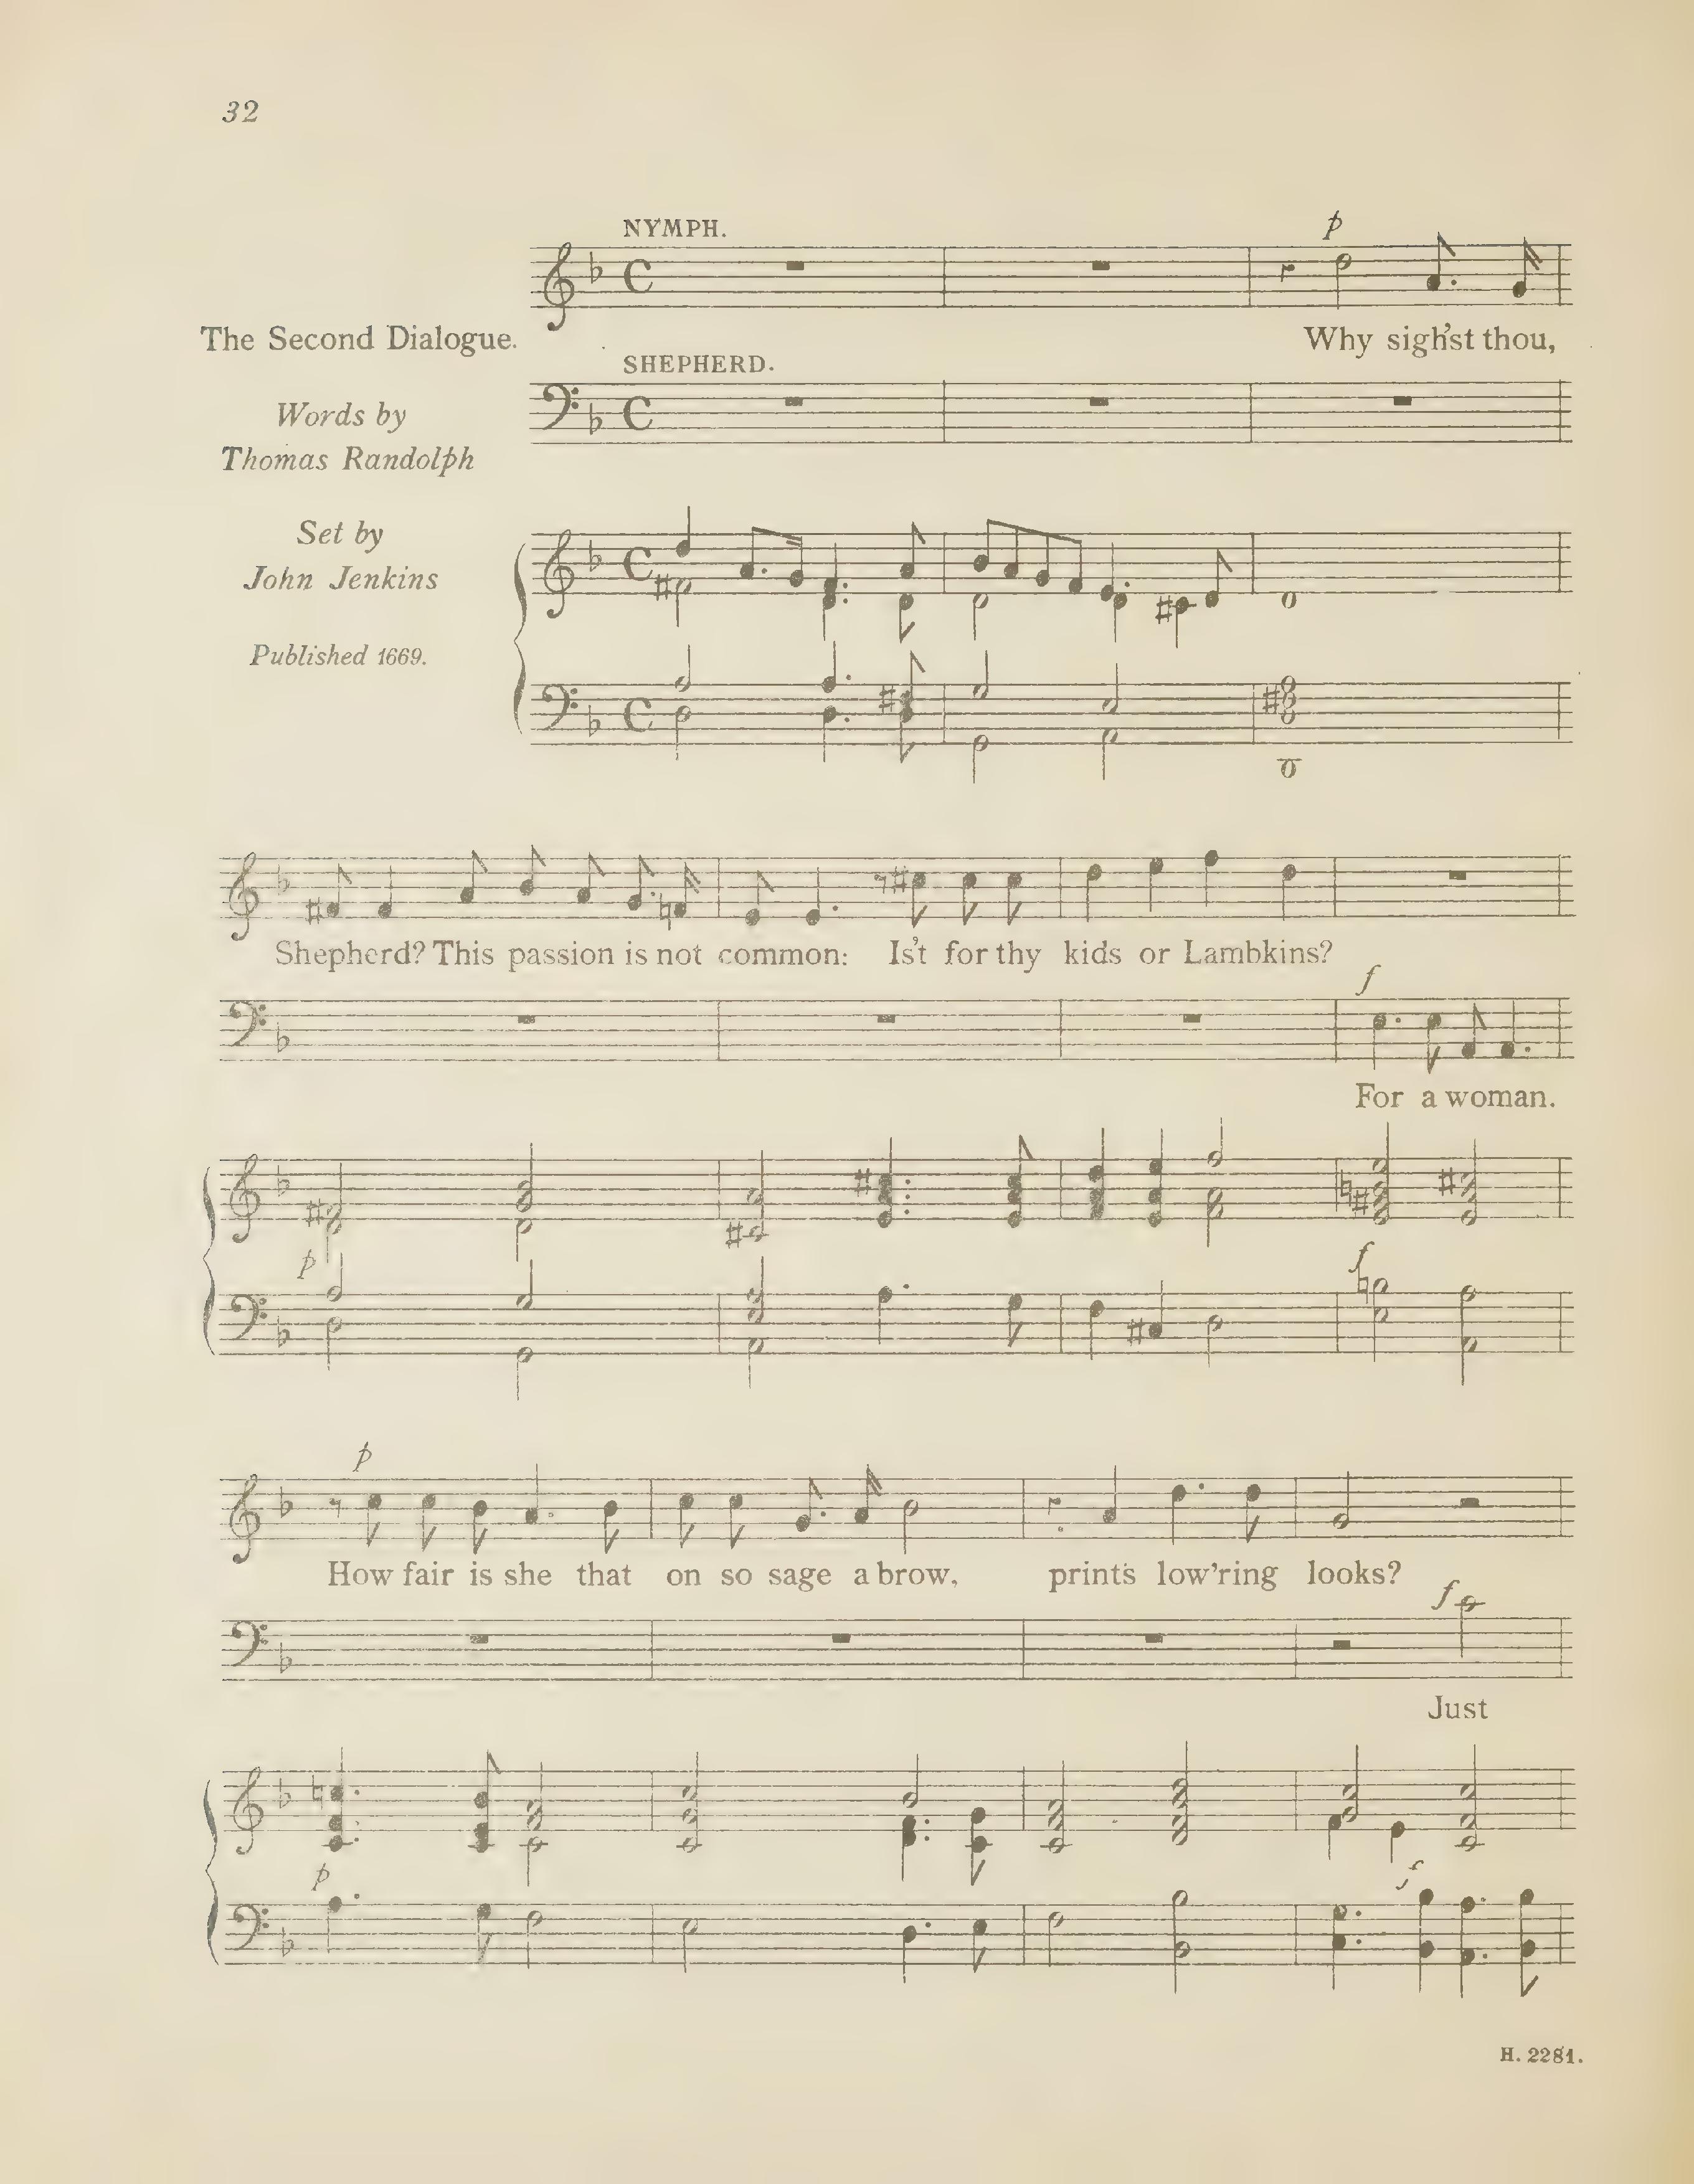 32
NYMPH.
p
The Second Dialogue.
Why sigh'st thou,
SHEPHERD.
Words by
Thomas Randolph
Set by
John Jenkins
Published 1669.
Shepherd? This passion is not common: Is't for thy kids or Lambkins?
f
For a woman.
p
f
p
How fair is she that on so sage a brow, prints low'ring looks?
f
Just
p
f
H. 2281.